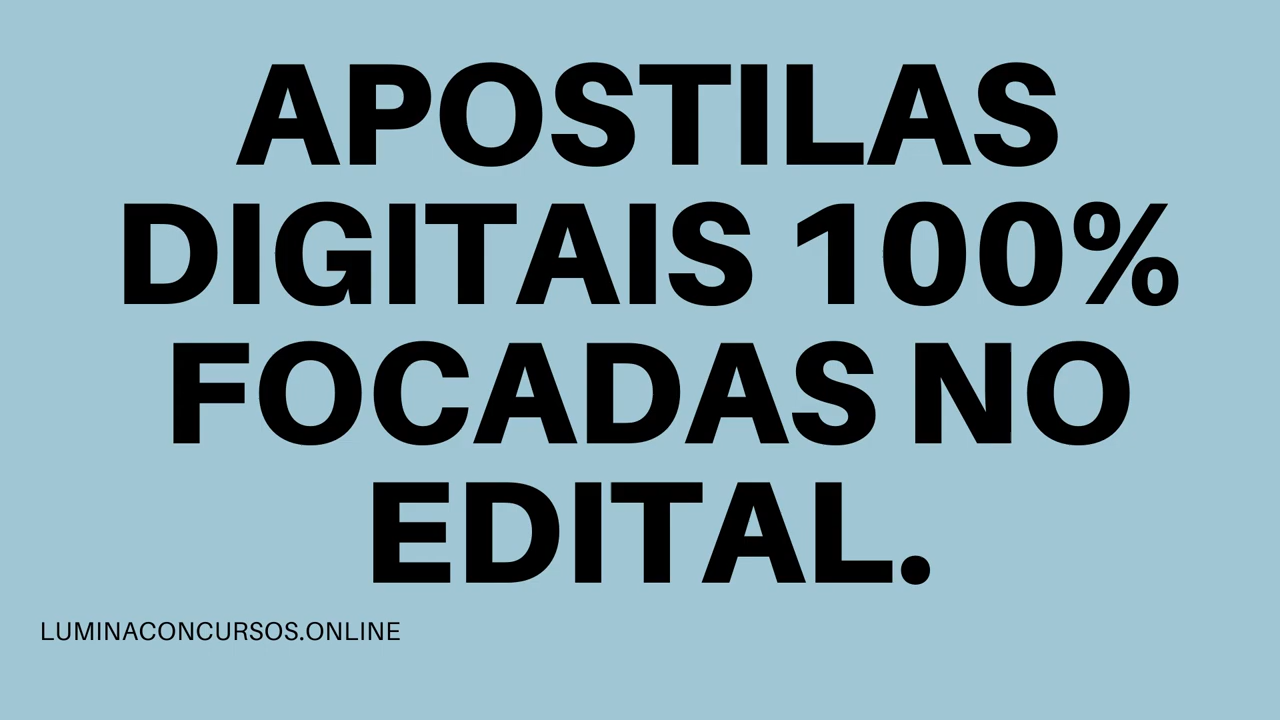 APOSTILAS
DIGITAIS 100%
FOCADAS NO
EDITAL.
LUMINACONCURSOS.ONLINE